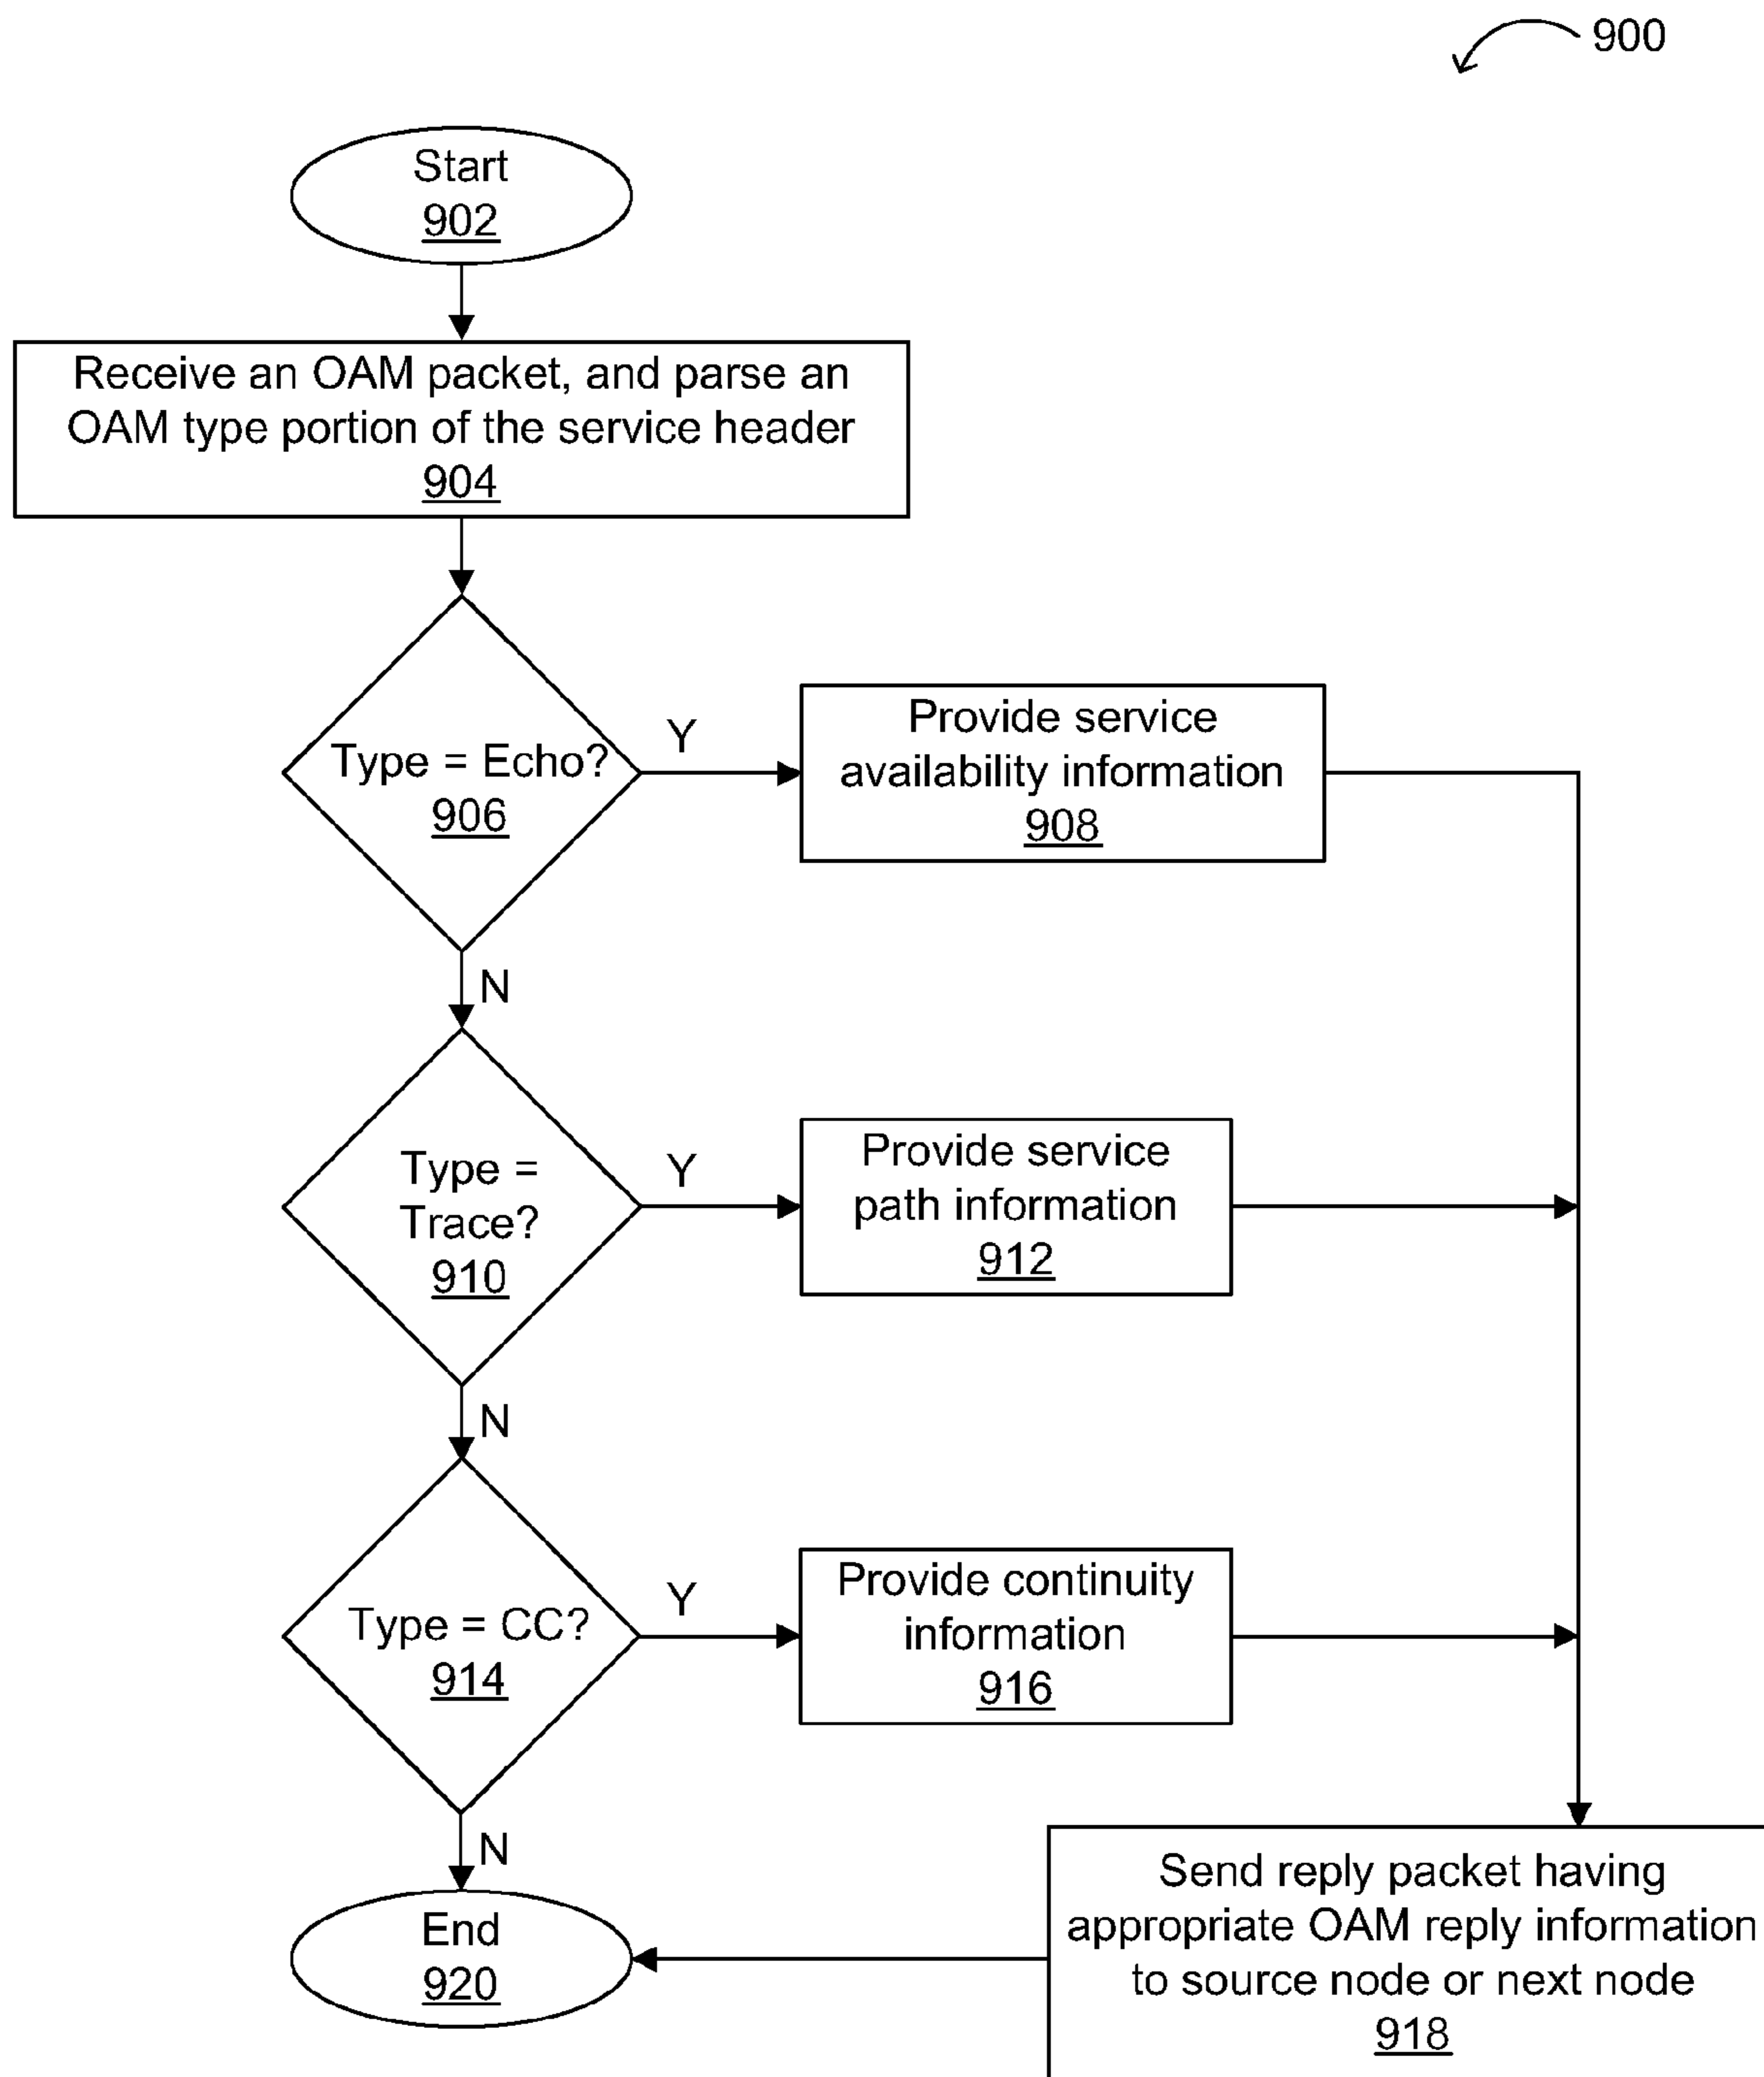 900
Start
902
Receive an OAM packet, and parse an
OAM type portion of the service header
904
Type = Echo?
906
Y
Provide service
availability information
908
N
Type =
Trace?
910
Y
Provide service
path information
912
N
Type = CC?
914
Y
Provide continuity
information
916
N
End
920
Send reply packet having
appropriate OAM reply information
to source node or next node
918